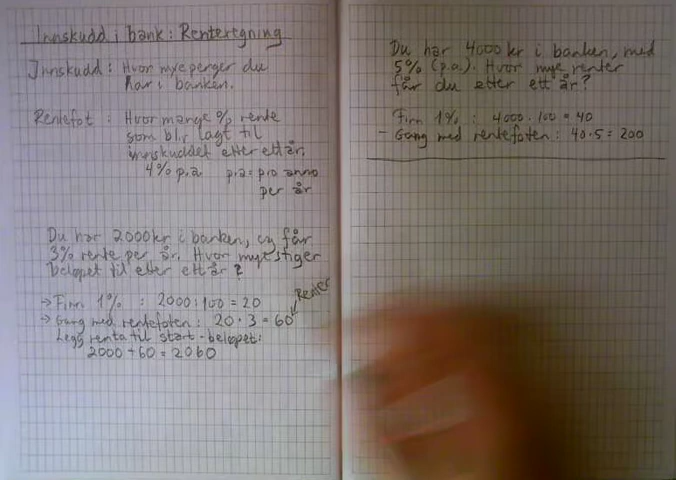 Innskudd i bank: Renteregning
Innskudd: Hvor mye penger du
har i banken.
Rentefot: Hvor mange % rente
som blir lagt til
innskuddet etter ett år.
4% p.a p.a = pro anno
per år
Du har 2000kr i banken, og får
3% rente per år. Hvor mye stiger
beløpet til etter ett år?
→ Finn 1% : 2000:100 = 20
→ Gang med rentefoten: 20 · 3 = 60
Renter
Legg renta til start-beløpet:
2000 + 60 = 2060
Du har 4000kr i banken, med
5% (p.a.). Hvor mye renter
får du etter ett år?
Finn 1% : 4000 · 100 = 40
- Gang med rentefoten: 40 · 5 = 200